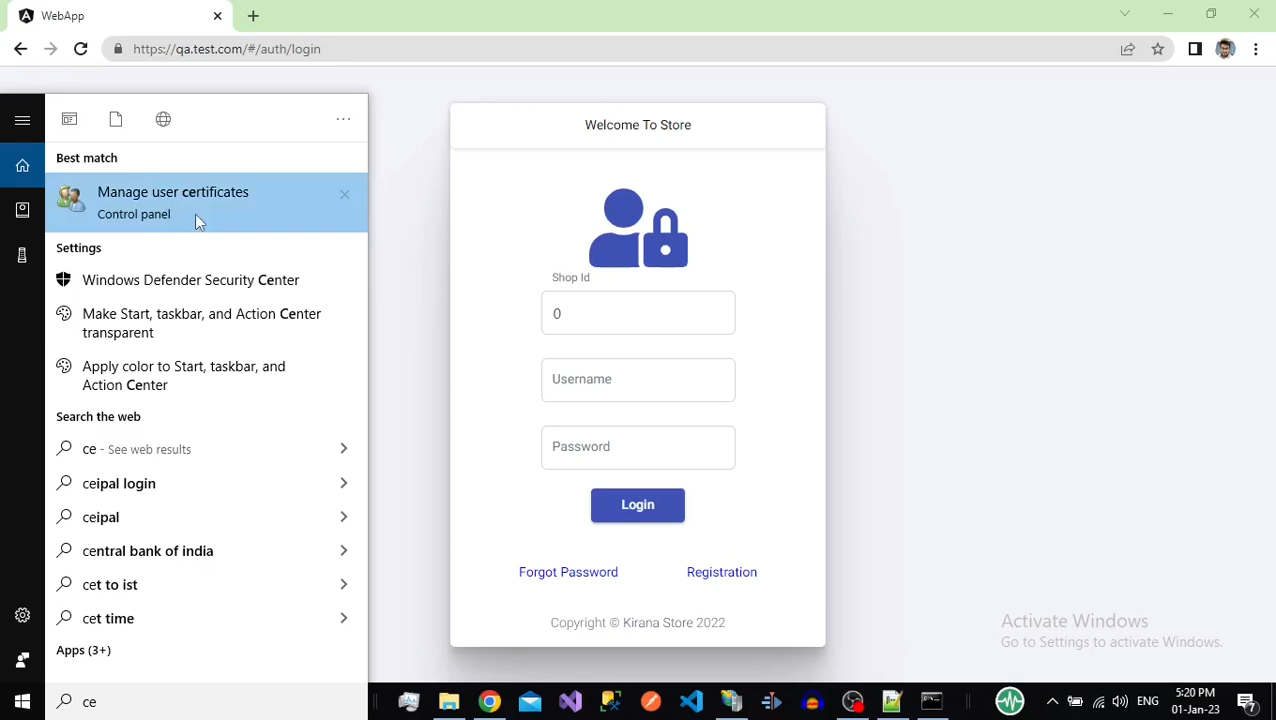 WebApp
https://qa.test.com/#/auth/login
Best match
Manage user certificates
Control panel
Settings
Windows Defender Security Center
Make Start, taskbar, and Action Center
transparent
Apply color to Start, taskbar, and
Action Center
Search the web
ce - See web results
ceipal login
ceipal
central bank of india
cet to ist
cet time
Apps (3+)
ce
Welcome To Store
Shop Id
0
Username
Password
Login
Forgot Password
Registration
Copyright © Kirana Store 2022
Activate Windows
Go to Settings to activate Windows.
ENG
5:20 PM
01-Jan-23
7